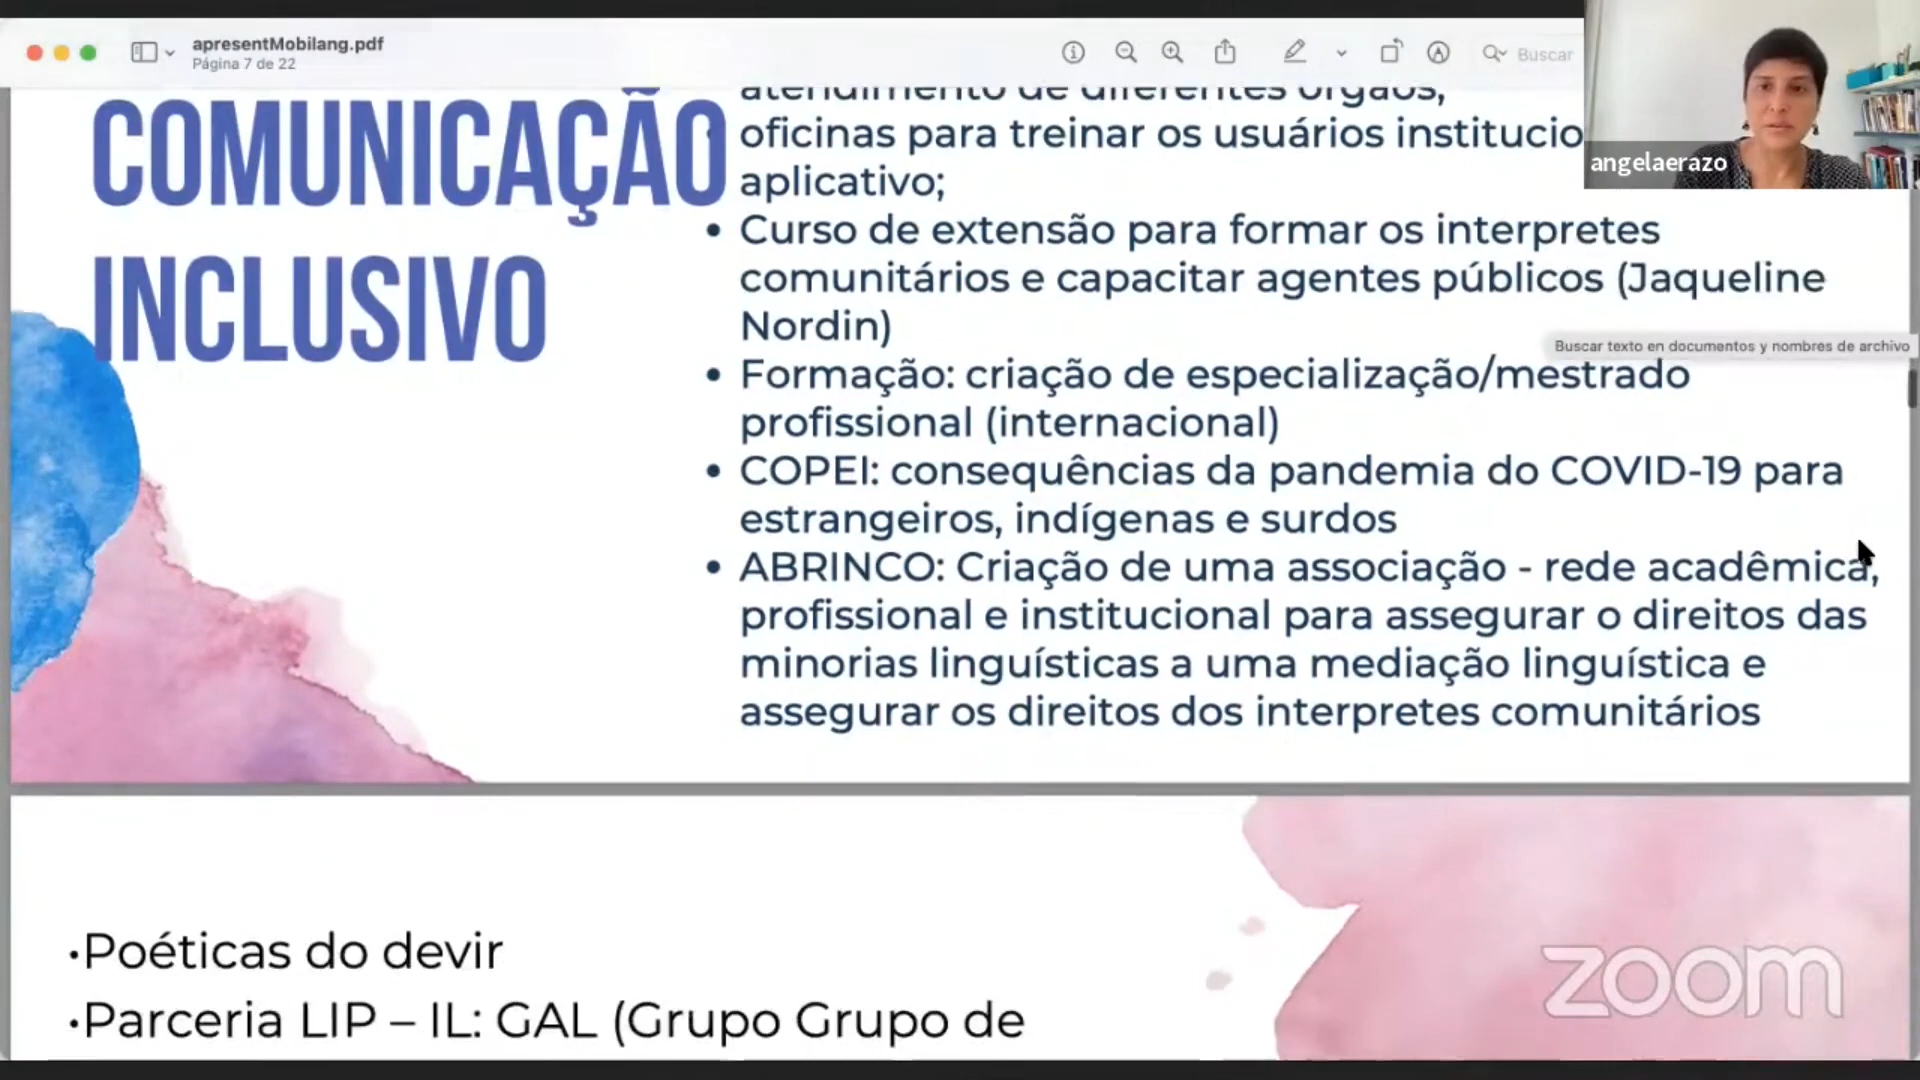 apresentMobilang.pdf
Página 7 de 22
Buscar
angelaerazo
COMUNICAÇÃO
INCLUSIVO
atendimento de diferentes órgãos,
oficinas para treinar os usuários institucio
aplicativo;
• Curso de extensão para formar os interpretes
comunitários e capacitar agentes públicos (Jaqueline
Nordin)
Buscar texto en documentos y nombres de archivo
• Formação: criação de especialização/mestrado
profissional (internacional)
• COPEI: consequências da pandemia do COVID-19 para
estrangeiros, indígenas e surdos
• ABRINCO: Criação de uma associação - rede acadêmica,
profissional e institucional para assegurar o direitos das
minorias linguísticas a uma mediação linguística e
assegurar os direitos dos interpretes comunitários
•Poéticas do devir
•Parceria LIP – IL: GAL (Grupo Grupo de
zoom